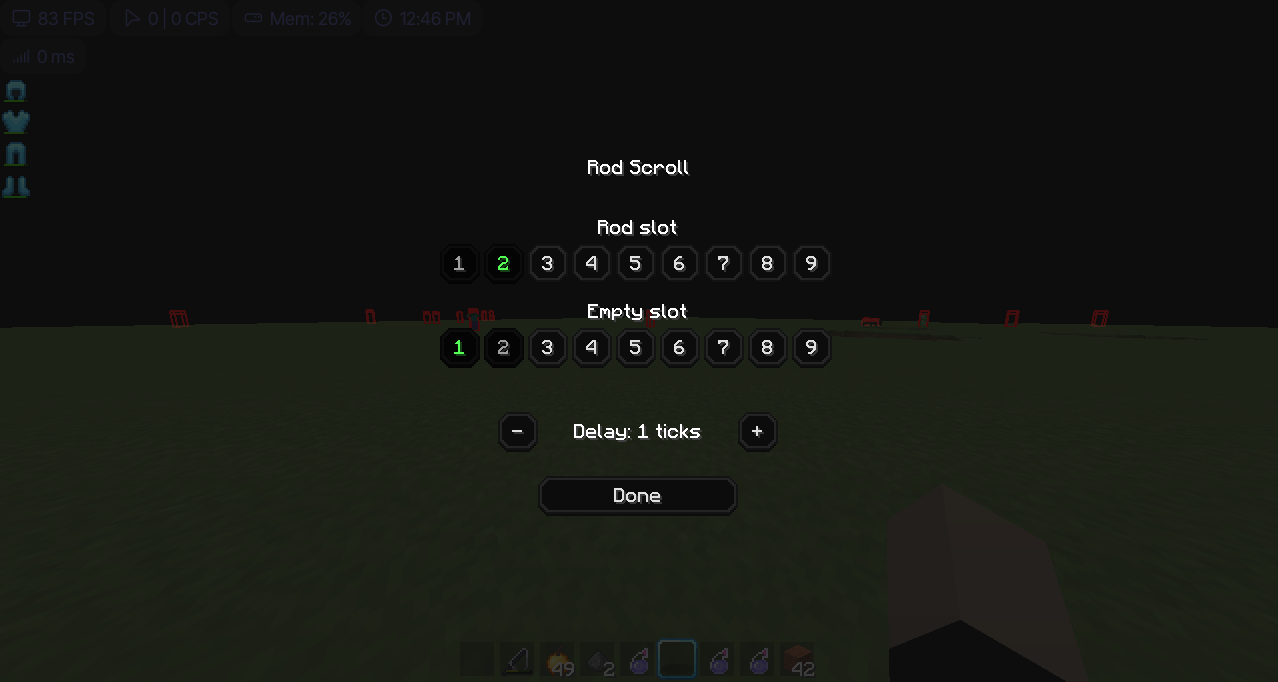 83 FPS 0 | 0 CPS Mem: 26% 12:46 PM
0 ms
Rod Scroll
Rod slot
1 2 3 4 5 6 7 8 9
Empty slot
1 2 3 4 5 6 7 8 9
- Delay: 1 ticks +
Done
49 2 42